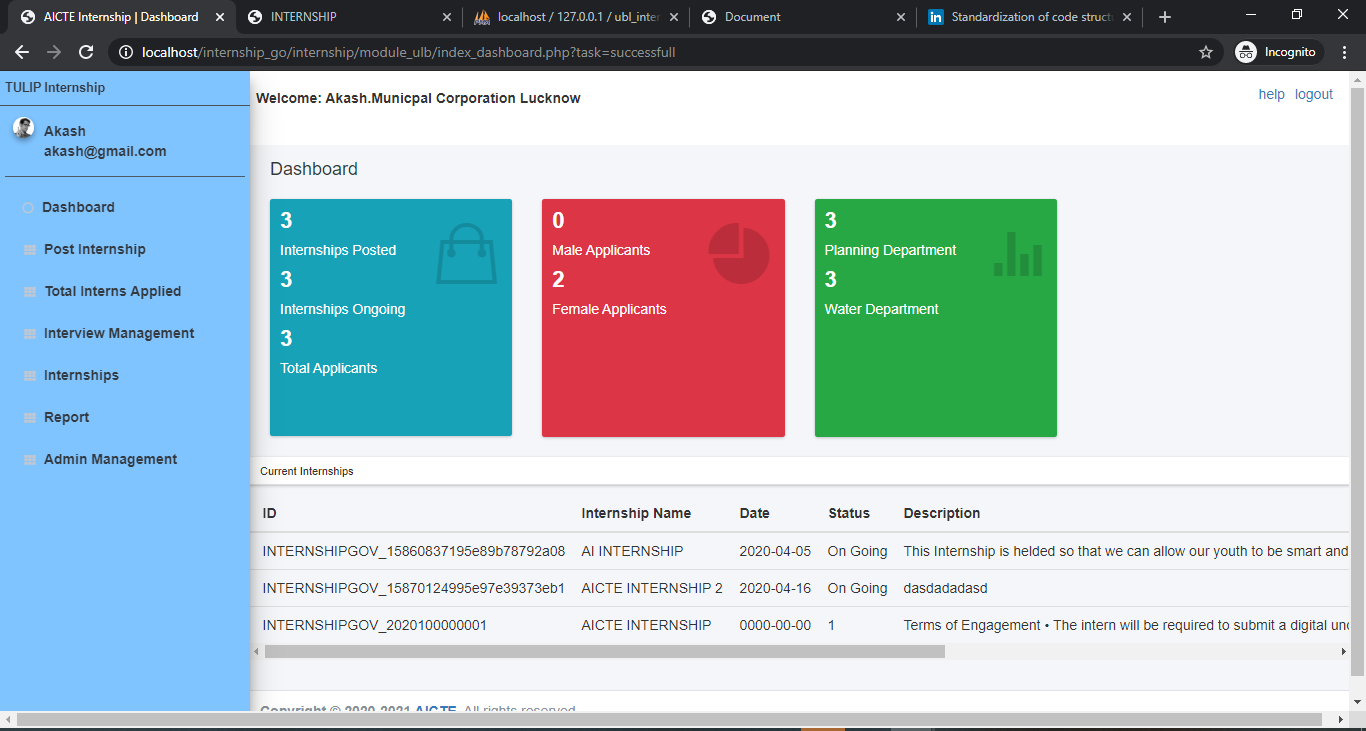 AICTE Internship | Dashboard
INTERNSHIP
localhost / 127.0.0.1 / ubl_inter
Document
Standardization of code struct
localhost/internship_go/internship/module_ulb/index_dashboard.php?task=successfull
Incognito
TULIP Internship
Akash
akash@gmail.com
Dashboard
Post Internship
Total Interns Applied
Interview Management
Internships
Report
Admin Management
Welcome: Akash.Municpal Corporation Lucknow
help logout
Dashboard
3
Internships Posted
3
Internships Ongoing
3
Total Applicants
0
Male Applicants
2
Female Applicants
3
Planning Department
3
Water Department
Current Internships
ID Internship Name Date Status Description
INTERNSHIPGOV_15860837195e89b78792a08 AI INTERNSHIP 2020-04-05 On Going This Internship is helded so that we can allow our youth to be smart and
INTERNSHIPGOV_15870124995e97e39373eb1 AICTE INTERNSHIP 2 2020-04-16 On Going dasdadadasd
INTERNSHIPGOV_2020100000001 AICTE INTERNSHIP 0000-00-00 1 Terms of Engagement • The intern will be required to submit a digital und
Copyright © 2020-2021 AICTE. All rights reserved.